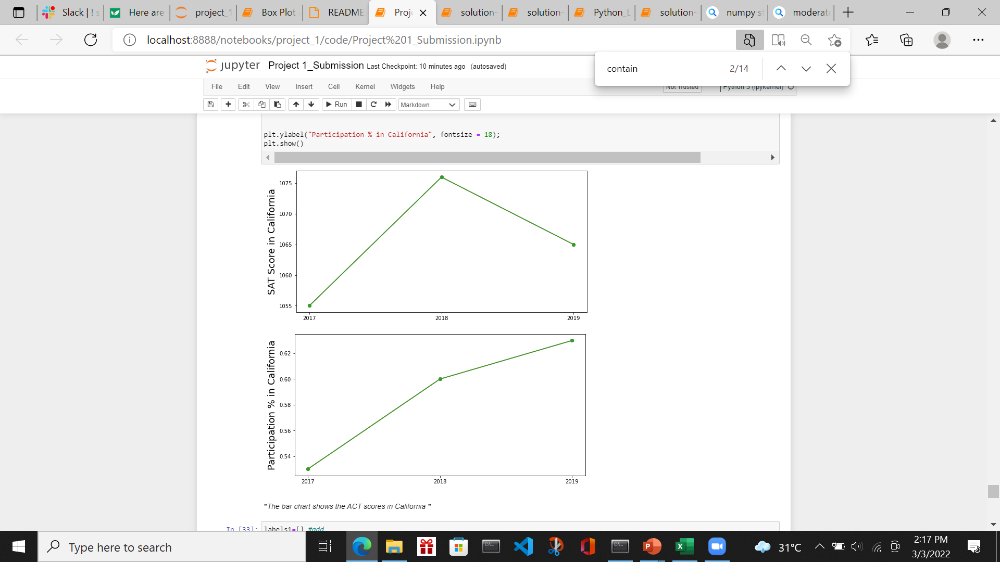 Slack | ! s
Here are
project_1
Box Plot
README.
Proje
solution-
solution-
solution-
Python_L
solution-
numpy st
moderate
localhost:8888/notebooks/project_1/code/Project%201_Submission.ipynb
contain
2/14
jupyter Project 1_Submission Last Checkpoint: 10 minutes ago (autosaved)
File Edit View Insert Cell Kernel Widgets Help
Not Trusted
Python 3 (ipykernel)
Run
Markdown
plt.ylabel("Participation % in California", fontsize = 18);
plt.show()
SAT Score in California
1075
1070
1065
1060
1055
2017 2018 2019
Participation % in California
0.62
0.60
0.58
0.56
0.54
2017 2018 2019
*The bar chart shows the ACT scores in California *
In [33]: labels1=[] #add
Type here to search
31°C
2:17 PM
3/3/2022